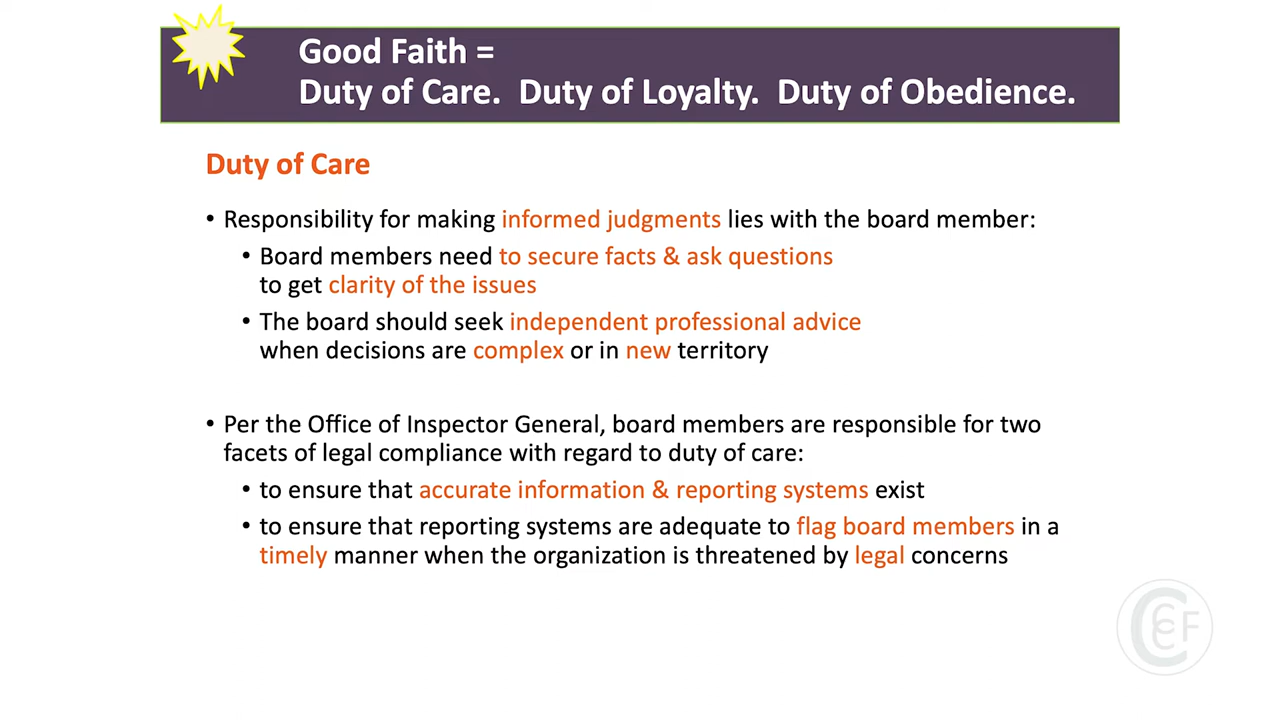 Good Faith =
Duty of Care.  Duty of Loyalty.  Duty of Obedience.
Duty of Care
• Responsibility for making informed judgments lies with the board member:
• Board members need to secure facts & ask questions
to get clarity of the issues
• The board should seek independent professional advice
when decisions are complex or in new territory
• Per the Office of Inspector General, board members are responsible for two
facets of legal compliance with regard to duty of care:
• to ensure that accurate information & reporting systems exist
• to ensure that reporting systems are adequate to flag board members in a
timely manner when the organization is threatened by legal concerns